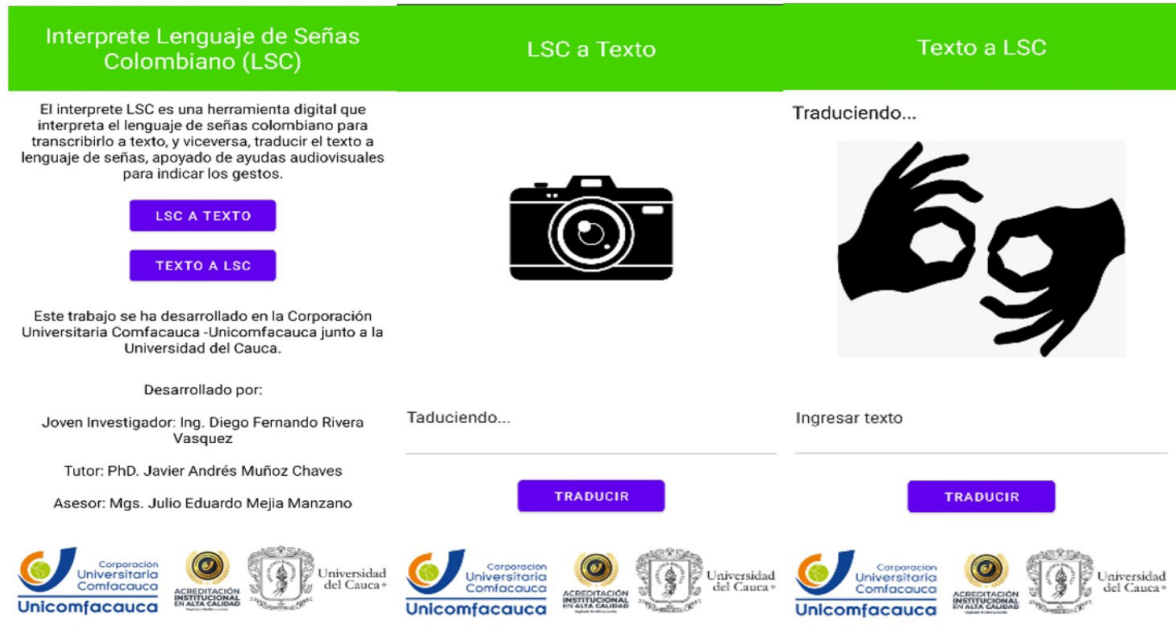 Interprete Lenguaje de Señas
Colombiano (LSC)
El interprete LSC es una herramienta digital que
interpreta el lenguaje de señas colombiano para
transcribirlo a texto, y viceversa, traducir el texto a
lenguaje de señas, apoyado de ayudas audiovisuales
para indicar los gestos.
LSC A TEXTO
TEXTO A LSC
Este trabajo se ha desarrollado en la Corporación
Universitaria Comfacauca -Unicomfacauca junto a la
Universidad del Cauca.
Desarrollado por:
Joven Investigador: Ing. Diego Fernando Rivera
Vasquez
Tutor: PhD. Javier Andrés Muñoz Chaves
Asesor: Mgs. Julio Eduardo Mejia Manzano
Corporación
Universitaria
Comfacauca
Unicomfacauca
ACREDITACIÓN
INSTITUCIONAL
EN ALTA CALIDAD
Universidad
del Cauca
LSC a Texto
Taduciendo...
TRADUCIR
Corporación
Universitaria
Comfacauca
Unicomfacauca
ACREDITACIÓN
INSTITUCIONAL
EN ALTA CALIDAD
Universidad
del Cauca
Texto a LSC
Traduciendo...
Ingresar texto
TRADUCIR
Corporación
Universitaria
Comfacauca
Unicomfacauca
ACREDITACIÓN
INSTITUCIONAL
EN ALTA CALIDAD
Universidad
del Cauca